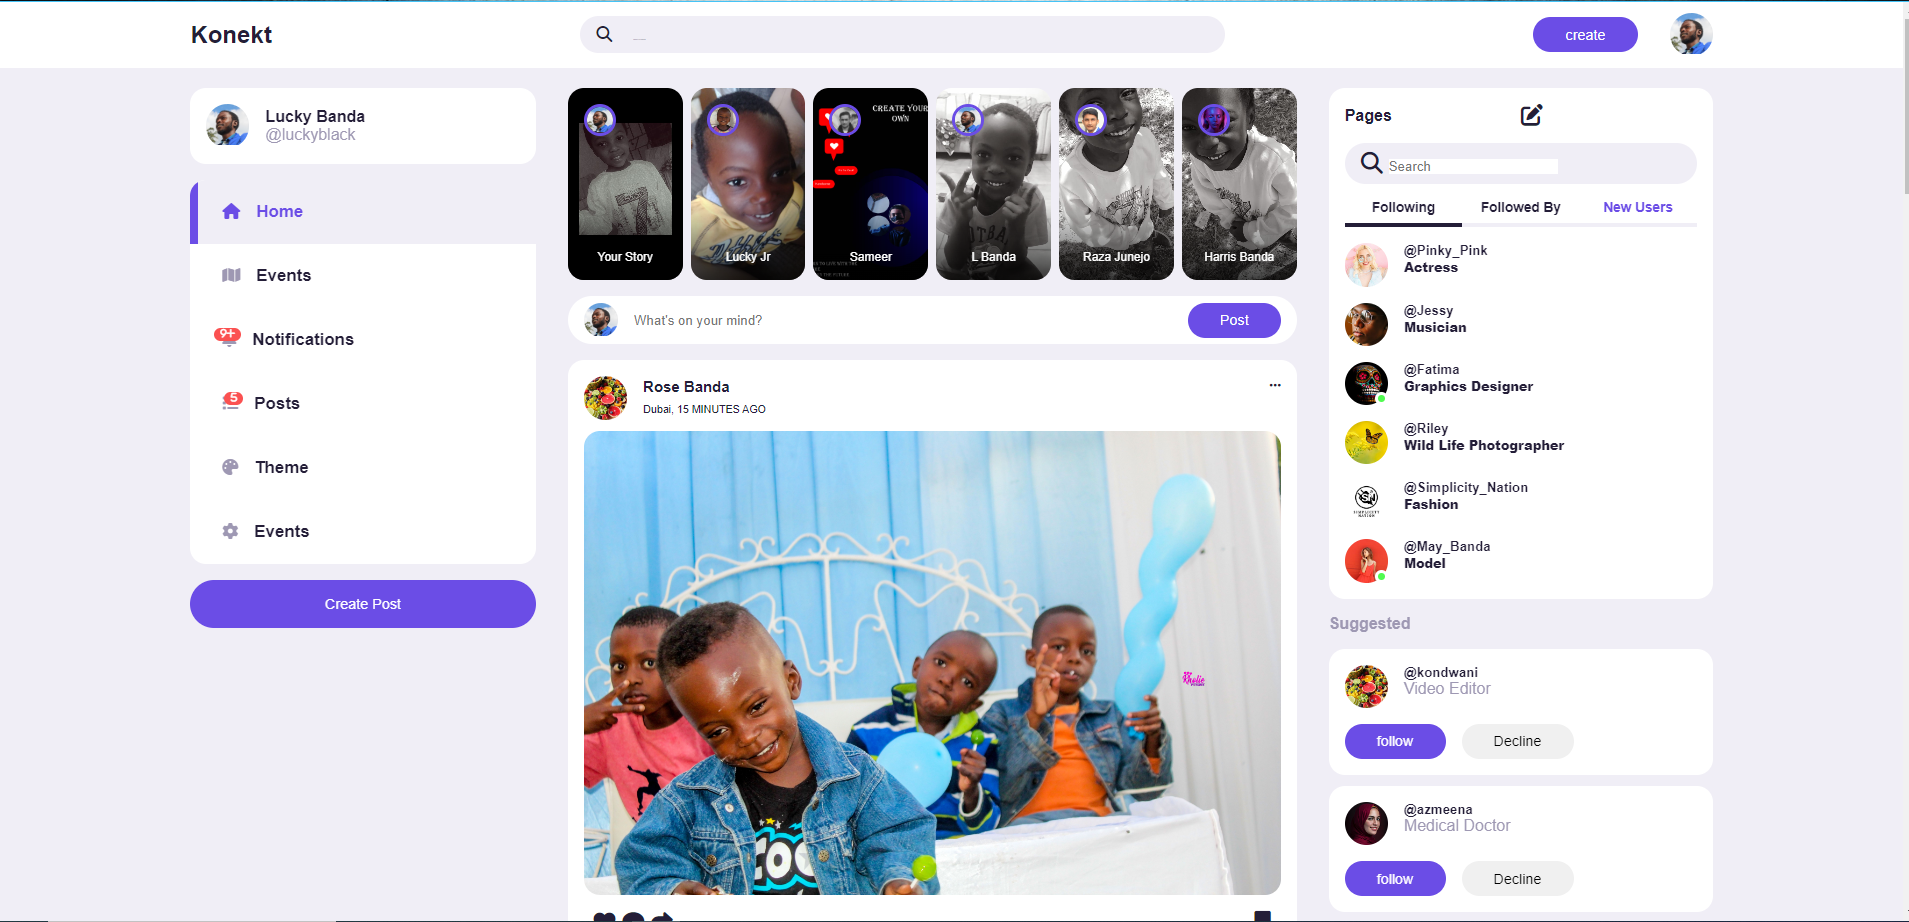 Konekt
create
Lucky Banda
@luckyblack
Home
Events
9+
Notifications
5
Posts
Theme
Events
Create Post
CREATE YOUR
OWN
Your Story
Lucky Jr
Sameer
L Banda
Raza Junejo
Harris Banda
What's on your mind?
Post
Rose Banda
Dubai, 15 MINUTES AGO
Pages
Search
Following
Followed By
New Users
@Pinky_Pink
Actress
@Jessy
Musician
@Fatima
Graphics Designer
@Riley
Wild Life Photographer
@Simplicity_Nation
Fashion
@May_Banda
Model
Suggested
@kondwani
Video Editor
follow
Decline
@azmeena
Medical Doctor
follow
Decline